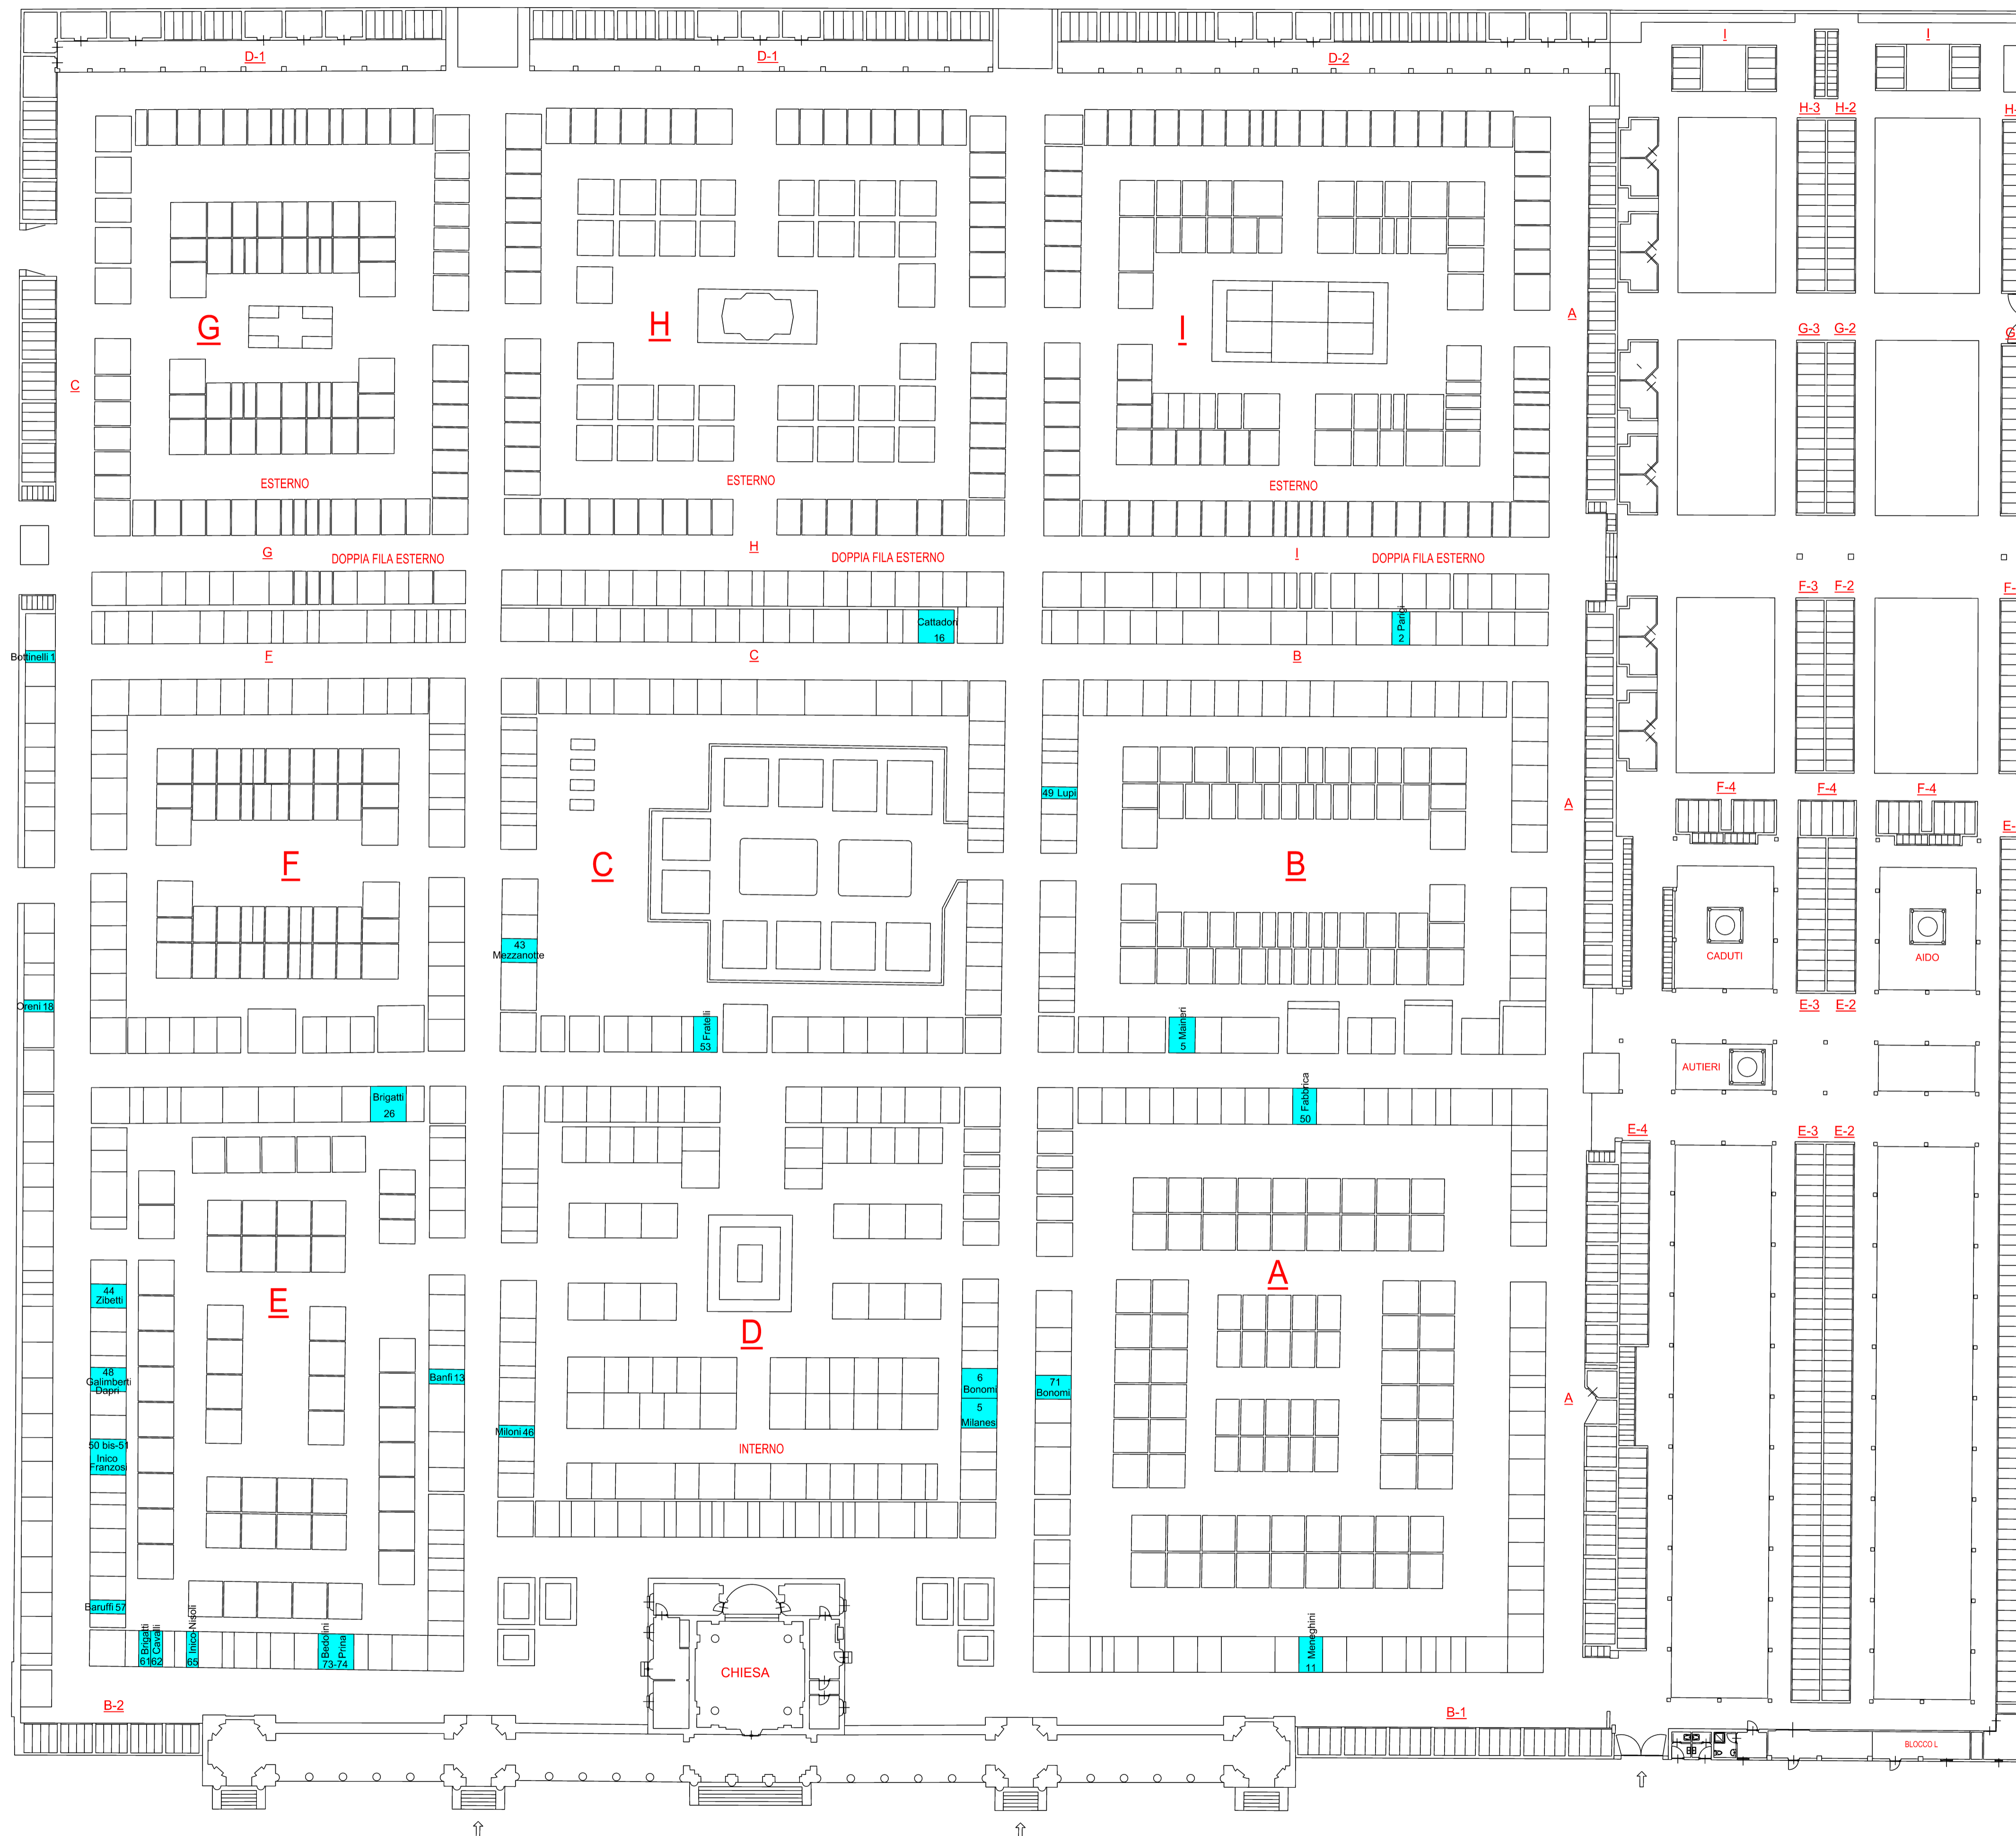 D-1
D-1
D-2
I
I
H-3 H-2
G
H
I
A
G-3 G-2
C
ESTERNO
ESTERNO
ESTERNO
G
DOPPIA FILA ESTERNO
H
DOPPIA FILA ESTERNO
I
DOPPIA FILA ESTERNO
F-3 F-2
Cattadori
16
Parigi
2
Bottinelli 1
F
C
B
49 Lupi
A
F-4
F-4
F-4
F
C
B
43
Mezzanotte
CADUTI
AIDO
Oreni 18
E-3 E-2
Fratelli
53
Maineri
5
AUTIERI
Brigatti
26
Fabbrica
50
E-4
E-3 E-2
44
Zibetti
E
A
D
48
Galimberti
Dapri
Banfi 13
6
Bonomi
5
Milanes
71
Bonomi
A
Miloni 46
50 bis-51
Inico
Franzosi
INTERNO
Baruffi 57
Brigatti
61
Cavalli
62
Inico-Nisoli
65
Bedolini
Prina
73-74
Meneghini
11
CHIESA
B-2
B-1
BLOCCO L